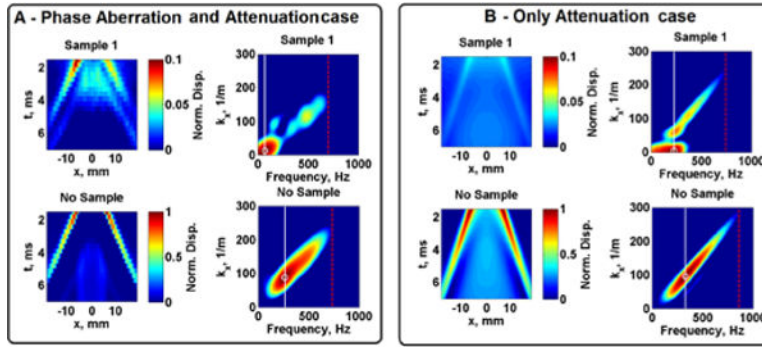 A - Phase Aberration and Attenuation case
Sample 1
t, ms
2
4
6
-10 0 10
x, mm
0.1
0.05
0
Norm. Disp.
Sample 1
kx, 1/m
300
200
100
0
0 500 1000
Frequency, Hz
No Sample
t, ms
2
4
6
-10 0 10
x, mm
1
0.5
0
Norm. Disp.
No Sample
kx, 1/m
300
200
100
0
0 500 1000
Frequency, Hz
B - Only Attenuation case
Sample 1
t, ms
2
4
6
-10 0 10
x, mm
0.1
0.05
0
Norm. Disp.
Sample 1
kx, 1/m
300
200
100
0
0 500 1000
Frequency, Hz
No Sample
t, ms
2
4
6
-10 0 10
x, mm
1
0.5
0
Norm. Disp.
No Sample
kx, 1/m
300
200
100
0
0 500 1000
Frequency, Hz